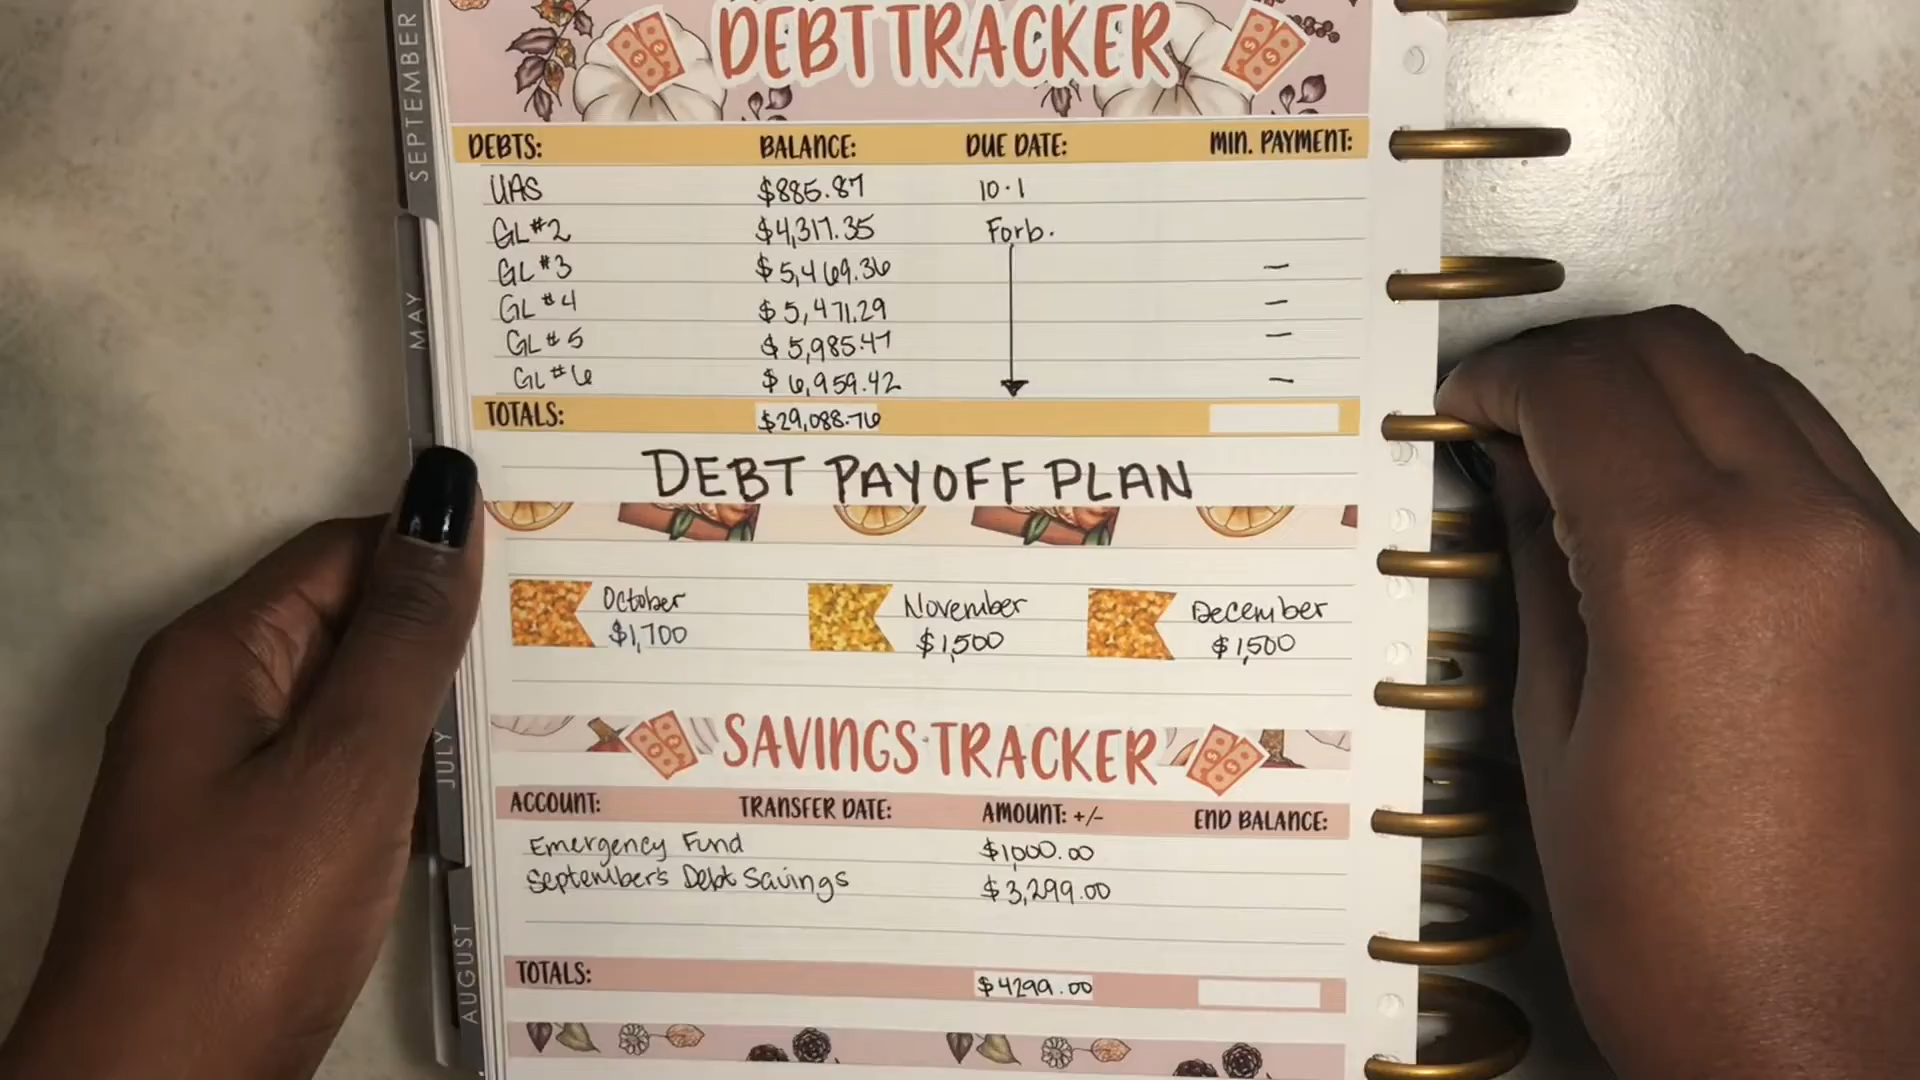 DEBT TRACKER
DEBTS: BALANCE: DUE DATE: MIN. PAYMENT:
UAS $885.87 10.1
GL #2 $4,317.35 Forb.
GL #3 $5,469.36 —
GL #4 $5,471.29 —
GL #5 $5,985.47 —
GL #6 $6,959.42 —
TOTALS: $29,088.76
DEBT PAYOFF PLAN
October November December
$1,700 $1,500 $1,500
SAVINGS TRACKER
ACCOUNT: TRANSFER DATE: AMOUNT: +/- END BALANCE:
Emergency Fund $1000.00
September's Debt Savings $3,299.00
TOTALS: $4299.00
SEPTEMBER
MAY
JULY
AUGUST